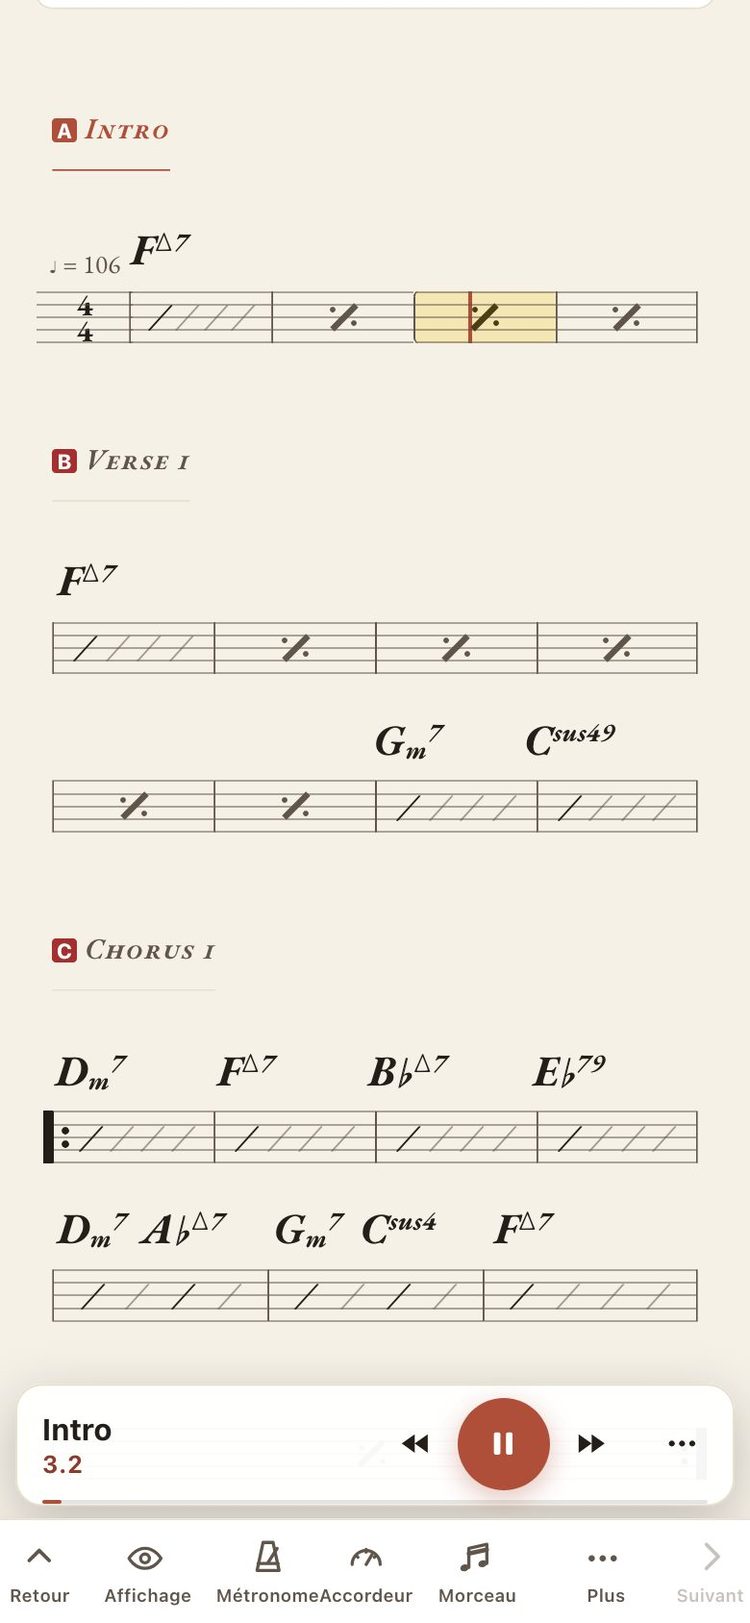 A INTRO
♩ = 106 F△7
4
4
B VERSE 1
F△7
Gm7 Csus49
C CHORUS 1
Dm7 F△7 B♭△7 E♭79
Dm7 A♭△7 Gm7 Csus4 F△7
Intro
3.2
Retour Affichage Métronome Accordeur Morceau Plus Suivant